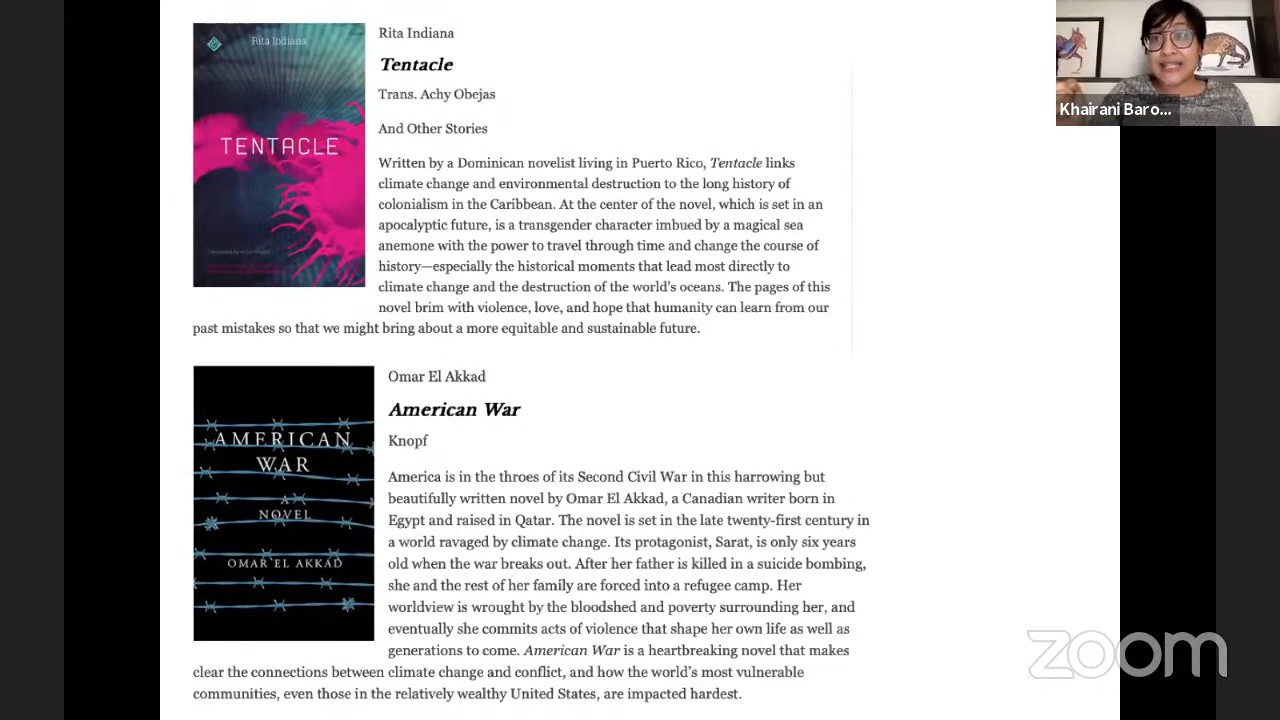 Rita Indiana
TENTACLE
Rita Indiana
Tentacle
Trans. Achy Obejas
And Other Stories
Written by a Dominican novelist living in Puerto Rico, Tentacle links
climate change and environmental destruction to the long history of
colonialism in the Caribbean. At the center of the novel, which is set in an
apocalyptic future, is a transgender character imbued by a magical sea
anemone with the power to travel through time and change the course of
history—especially the historical moments that lead most directly to
climate change and the destruction of the world's oceans. The pages of this
novel brim with violence, love, and hope that humanity can learn from our
past mistakes so that we might bring about a more equitable and sustainable future.
AMERICAN
WAR
A
NOVEL
OMAR EL AKKAD
Omar El Akkad
American War
Knopf
America is in the throes of its Second Civil War in this harrowing but
beautifully written novel by Omar El Akkad, a Canadian writer born in
Egypt and raised in Qatar. The novel is set in the late twenty-first century in
a world ravaged by climate change. Its protagonist, Sarat, is only six years
old when the war breaks out. After her father is killed in a suicide bombing,
she and the rest of her family are forced into a refugee camp. Her
worldview is wrought by the bloodshed and poverty surrounding her, and
eventually she commits acts of violence that shape her own life as well as
generations to come. American War is a heartbreaking novel that makes
clear the connections between climate change and conflict, and how the world's most vulnerable
communities, even those in the relatively wealthy United States, are impacted hardest.
Khairani Baro...
zoom